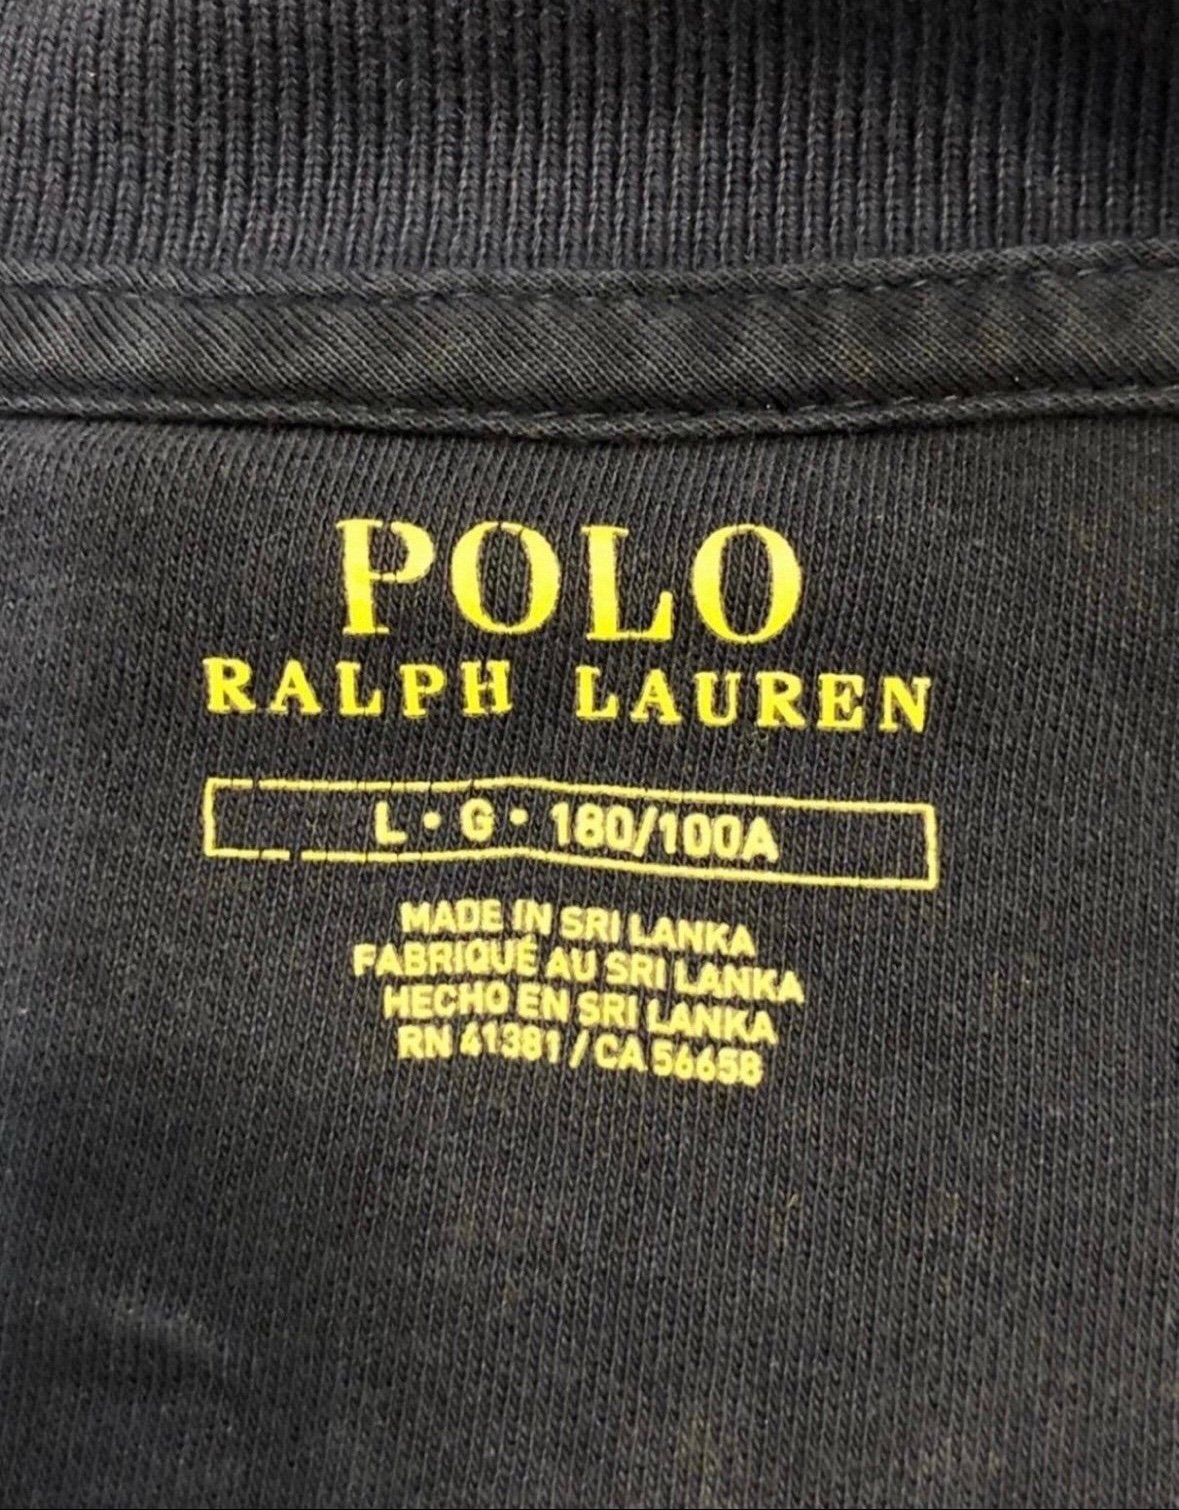 POLO
RALPH LAUREN
L • G • 180/100A
MADE IN SRI LANKA
FABRIQUÉ AU SRI LANKA
HECHO EN SRI LANKA
RN 41381 / CA 56658